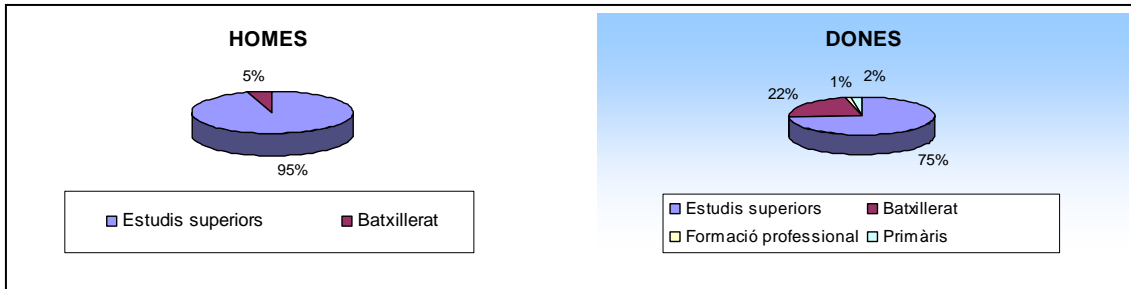 HOMES
5%
95%
Estudis superiors
Batxillerat
DONES
1%
2%
22%
75%
Estudis superiors
Batxillerat
Formació professional
Primàris